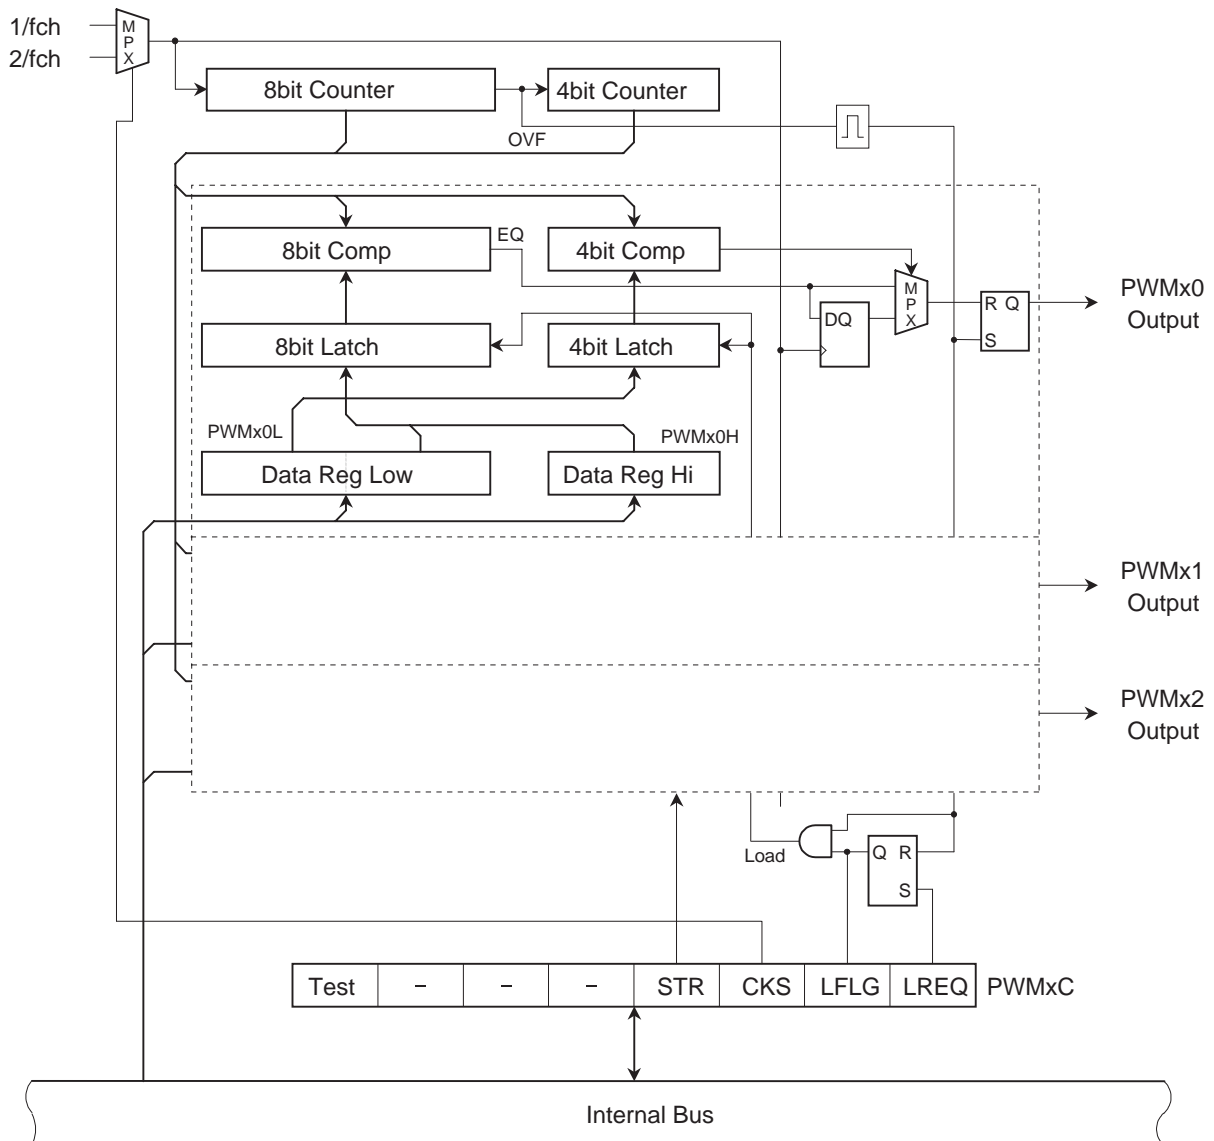 1/fch
2/fch
M
P
X
8bit Counter
4bit Counter
OVF
8bit Comp
EQ
4bit Comp
M
P
X
DQ
R Q
S
PWMx0
Output
8bit Latch
4bit Latch
PWMx0L
PWMx0H
Data Reg Low
Data Reg Hi
PWMx1
Output
PWMx2
Output
Load
Q R
S
Test – – – STR CKS LFLG LREQ PWMxC
Internal Bus